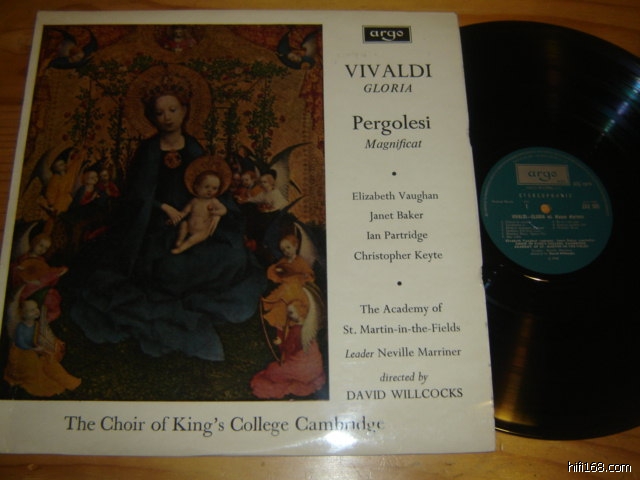 argo
VIVALDI
GLORIA
Pergolesi
Magnificat
Elizabeth Vaughan
Janet Baker
Ian Partridge
Christopher Keyte
The Academy of
St. Martin-in-the-Fields
Leader Neville Marriner
directed by
DAVID WILLCOCKS
The Choir of King's College Cambridge
argo
STEREOPHONIC
hifi168.com